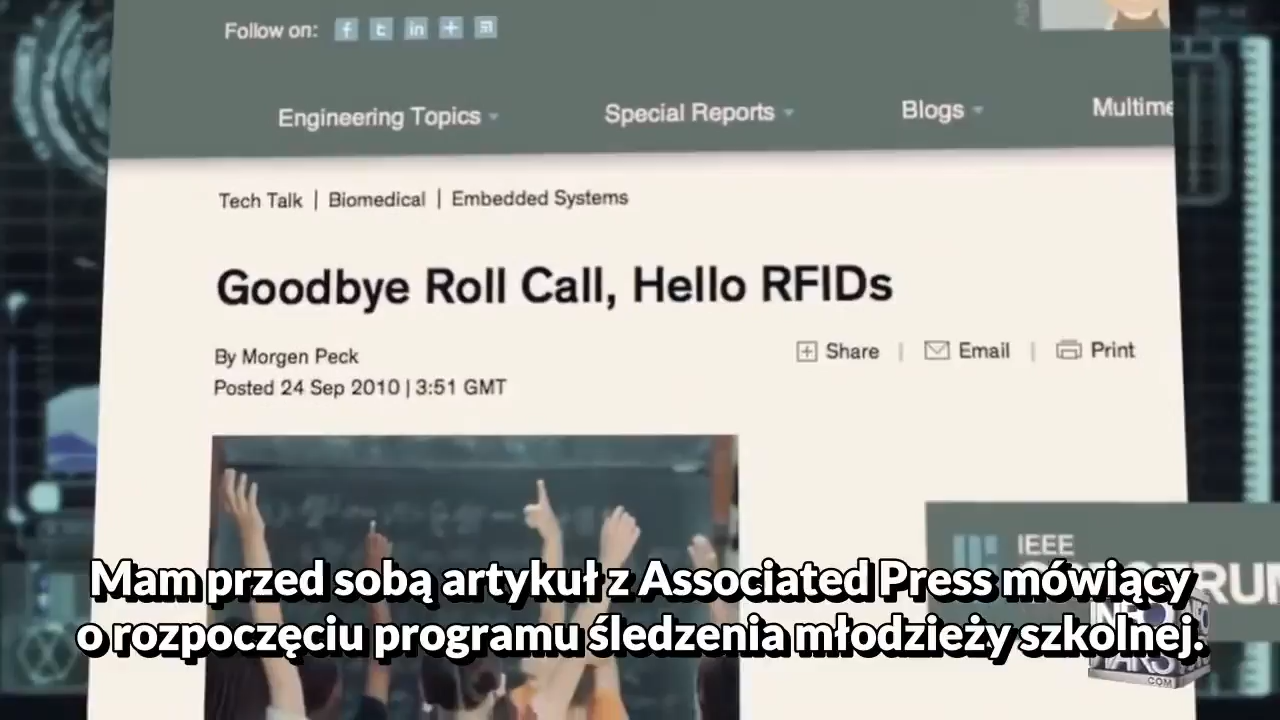 Follow on:
Engineering Topics
Special Reports
Blogs
Multime
Tech Talk | Biomedical | Embedded Systems
Goodbye Roll Call, Hello RFIDs
By Morgen Peck
Share | Email | Print
Posted 24 Sep 2010 | 3:51 GMT
IEEE
Mam przed sobą artykuł z Associated Press mówiący
o rozpoczęciu programu śledzenia młodzieży szkolnej.
.COM